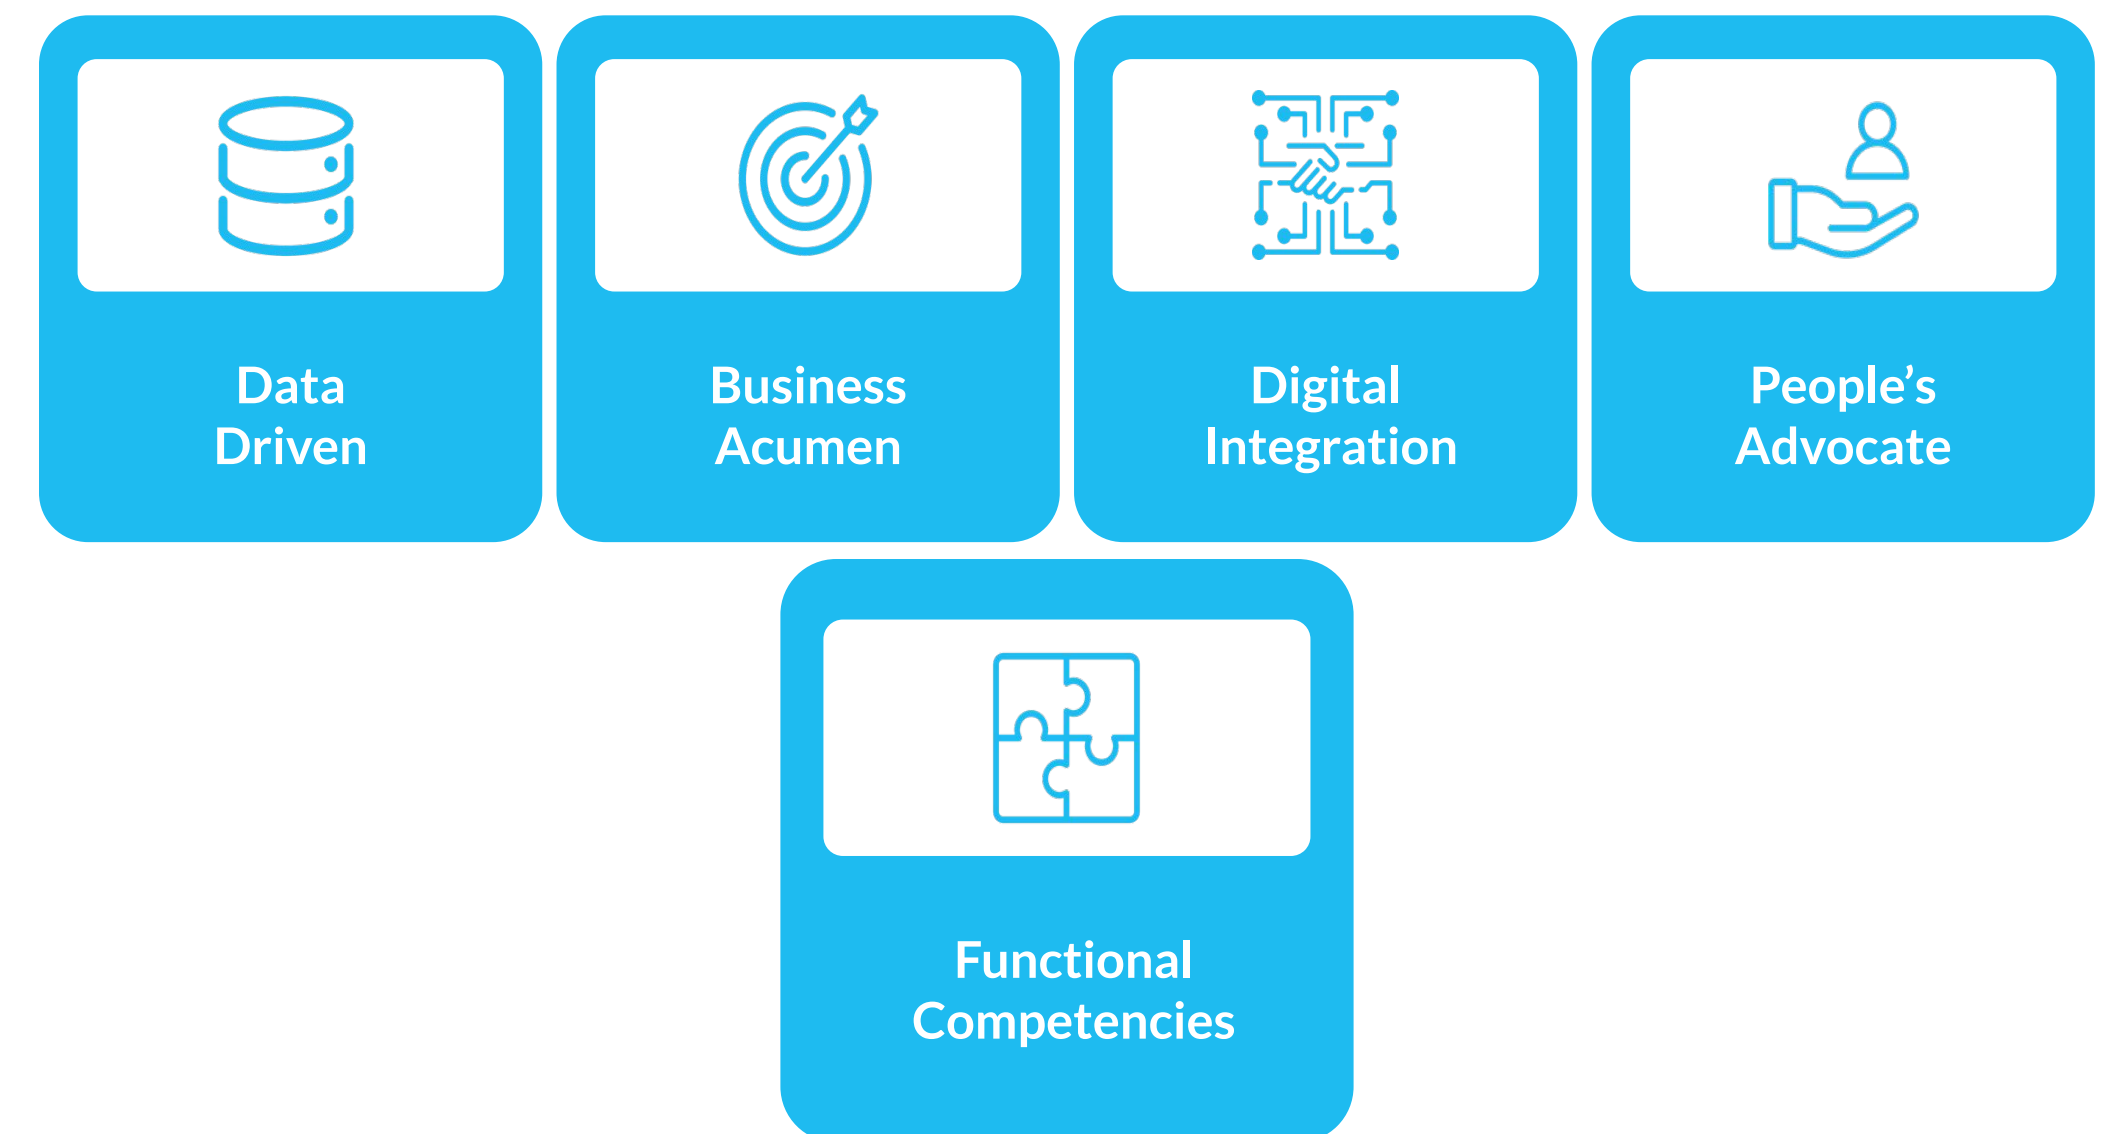 Data
Driven
Business
Acumen
Digital
Integration
People’s
Advocate
Functional
Competencies